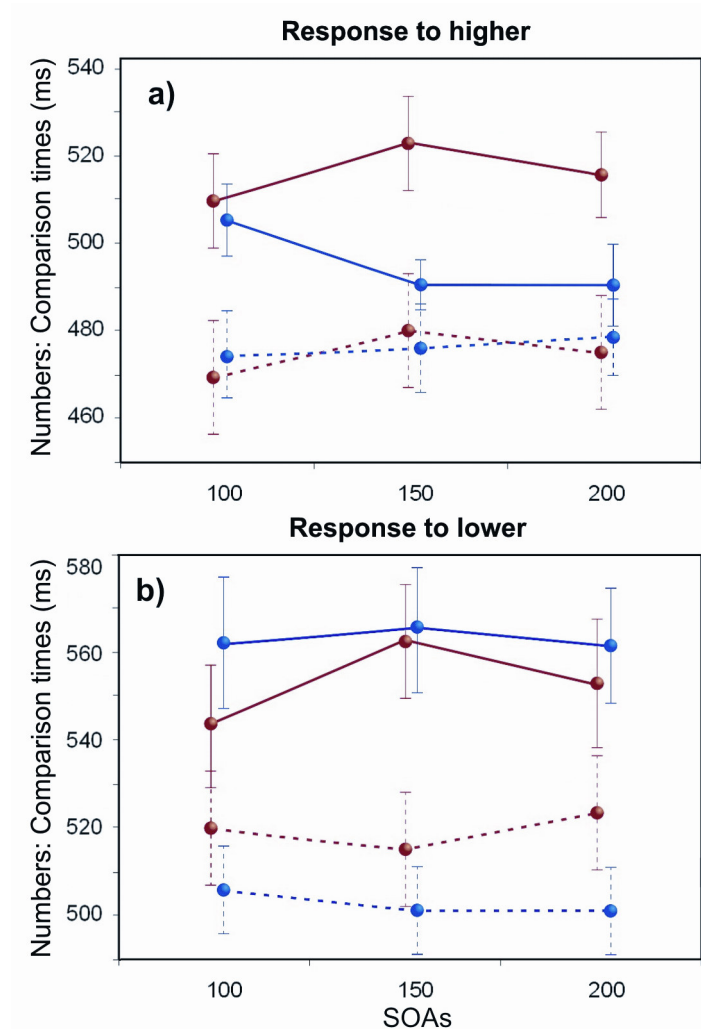 Response to higher
a)
Numbers: Comparison times (ms)
540
520
500
480
460
100 150 200
Response to lower
b)
Numbers: Comparison times (ms)
580
560
540
520
500
100 150 200
SOAs